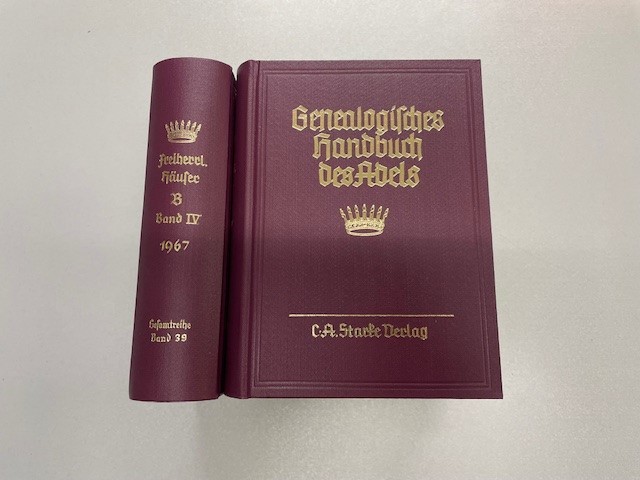 Freiherrl.
Häuser
B
Band IV
1967
Gesamtreihe
Band 39
Genealogisches
Handbuch
des Adels
C.A. Starke Verlag